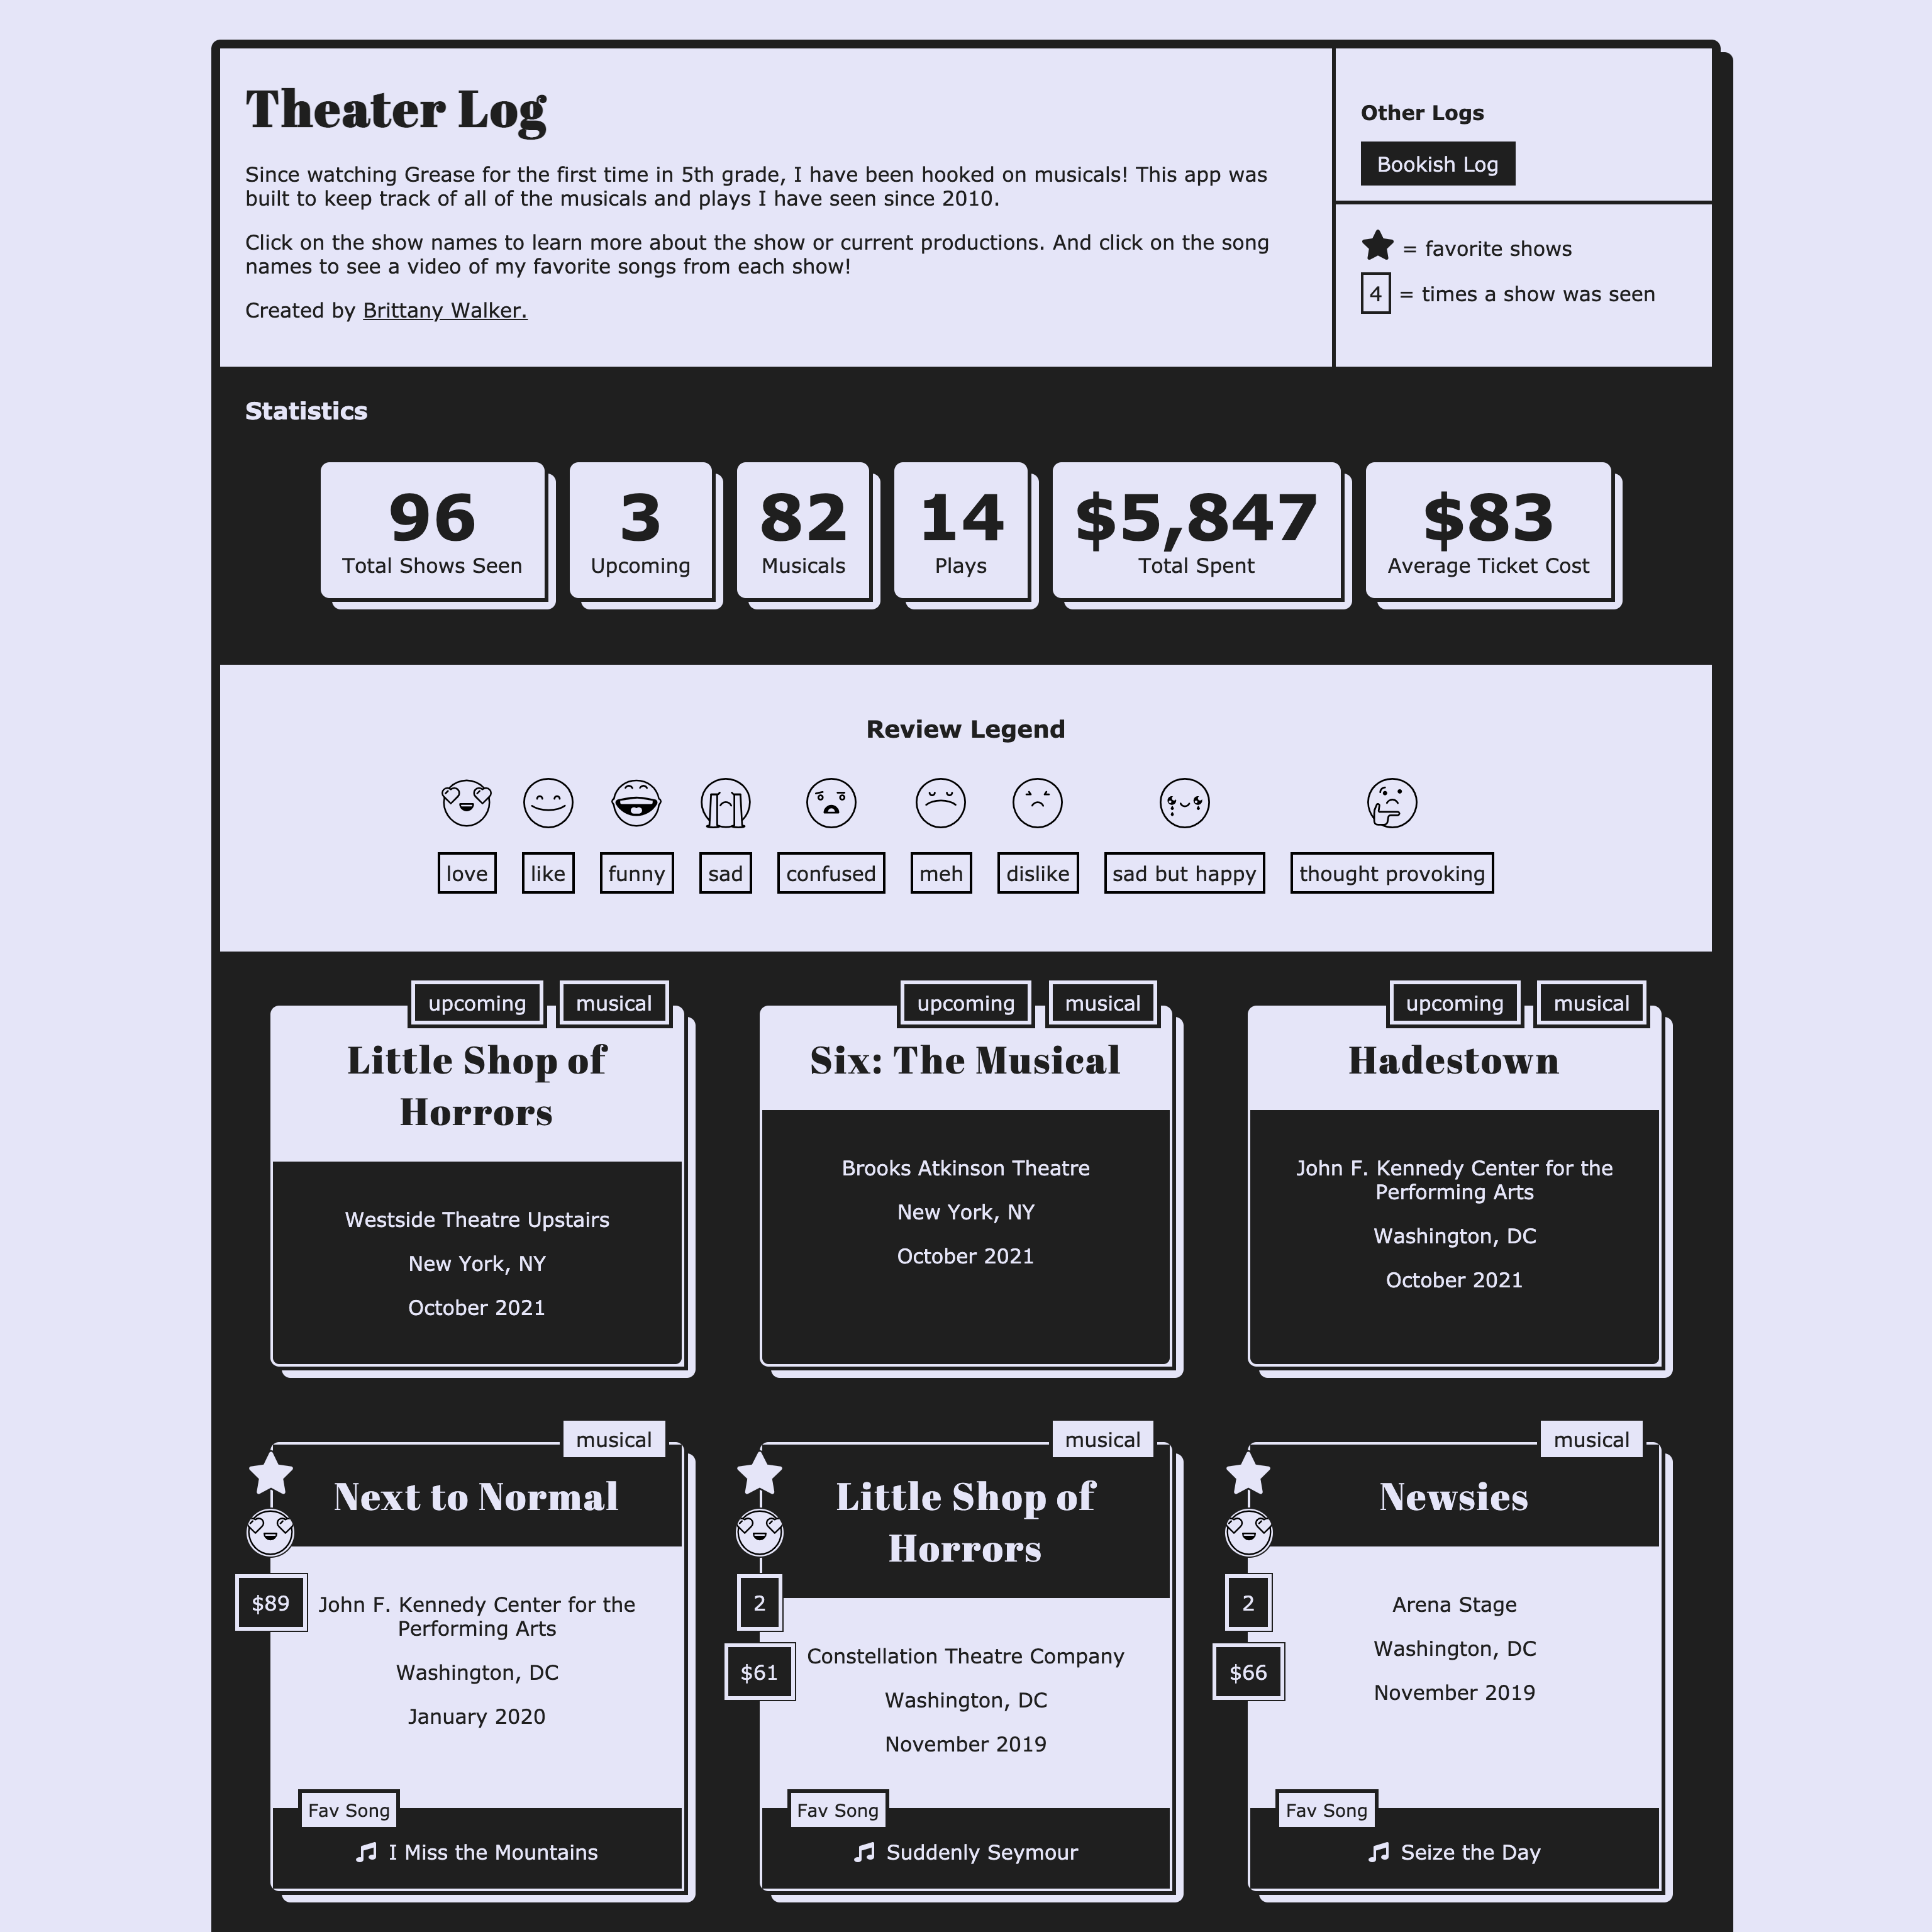 Theater Log
Since watching Grease for the first time in 5th grade, I have been hooked on musicals! This app was
built to keep track of all of the musicals and plays I have seen since 2010.
Click on the show names to learn more about the show or current productions. And click on the song
names to see a video of my favorite songs from each show!
Created by Brittany Walker.
Other Logs
Bookish Log
= favorite shows
4 = times a show was seen
Statistics
96
Total Shows Seen
3
Upcoming
82
Musicals
14
Plays
$5,847
Total Spent
$83
Average Ticket Cost
Review Legend
love
like
funny
sad
confused
meh
dislike
sad but happy
thought provoking
upcoming
musical
Little Shop of
Horrors
Westside Theatre Upstairs
New York, NY
October 2021
upcoming
musical
Six: The Musical
Brooks Atkinson Theatre
New York, NY
October 2021
upcoming
musical
Hadestown
John F. Kennedy Center for the
Performing Arts
Washington, DC
October 2021
musical
Next to Normal
$89
John F. Kennedy Center for the
Performing Arts
Washington, DC
January 2020
Fav Song
I Miss the Mountains
musical
Little Shop of
Horrors
2
$61
Constellation Theatre Company
Washington, DC
November 2019
Fav Song
Suddenly Seymour
musical
Newsies
2
$66
Arena Stage
Washington, DC
November 2019
Fav Song
Seize the Day